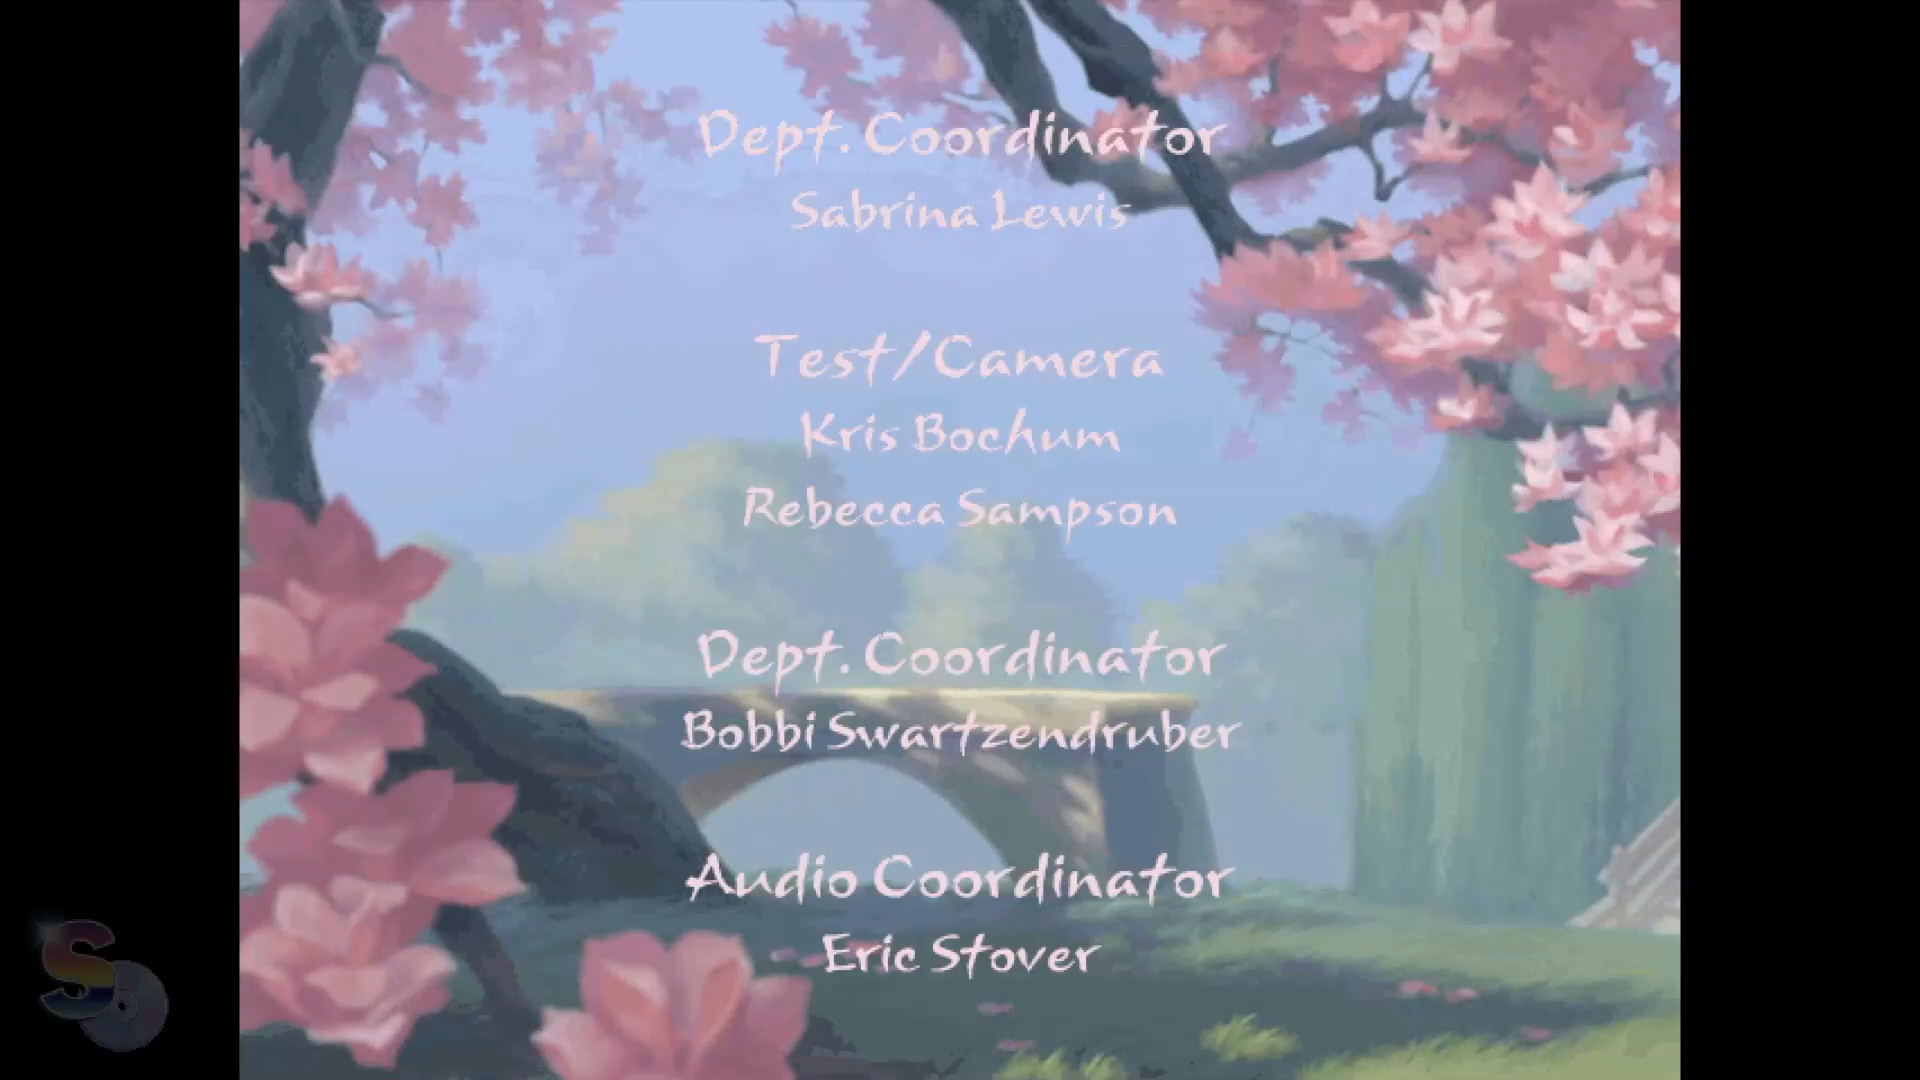 Dept. Coordinator
Sabrina Lewis
Test/Camera
Kris Bochum
Rebecca Sampson
Dept. Coordinator
Bobbi Swartzendruber
Audio Coordinator
Eric Stover
S